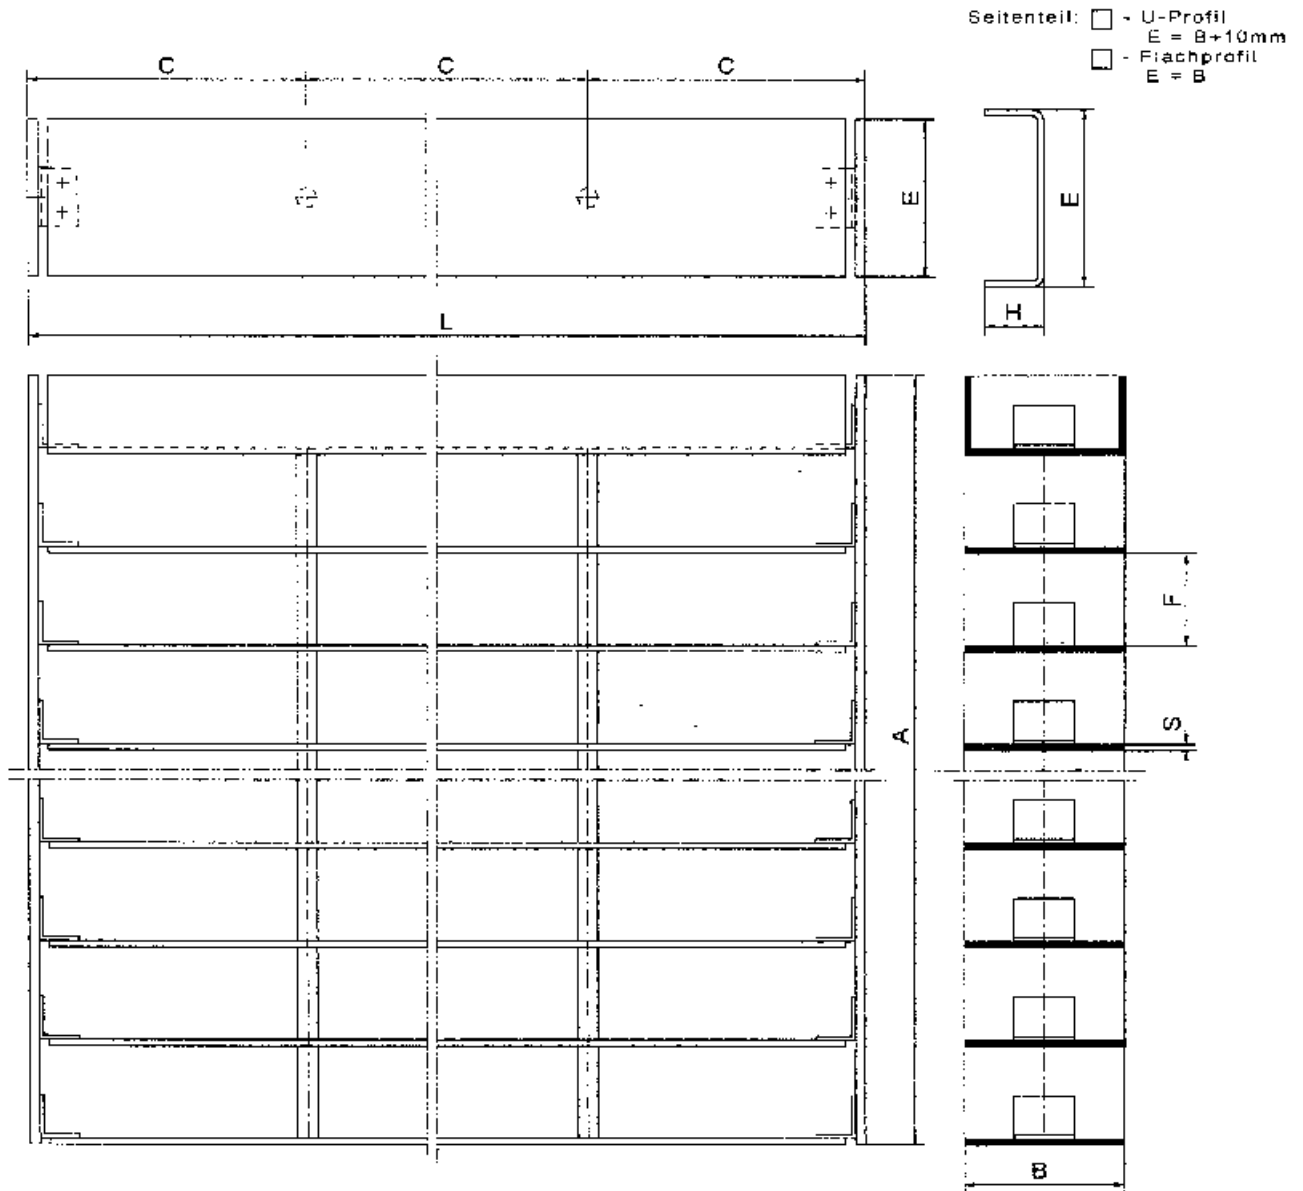 Seitenteil: □ - U-Profil
E = B+10mm
□ - Flachprofil
E = B
C
C
C
B
E
H
L
F
S
A
B